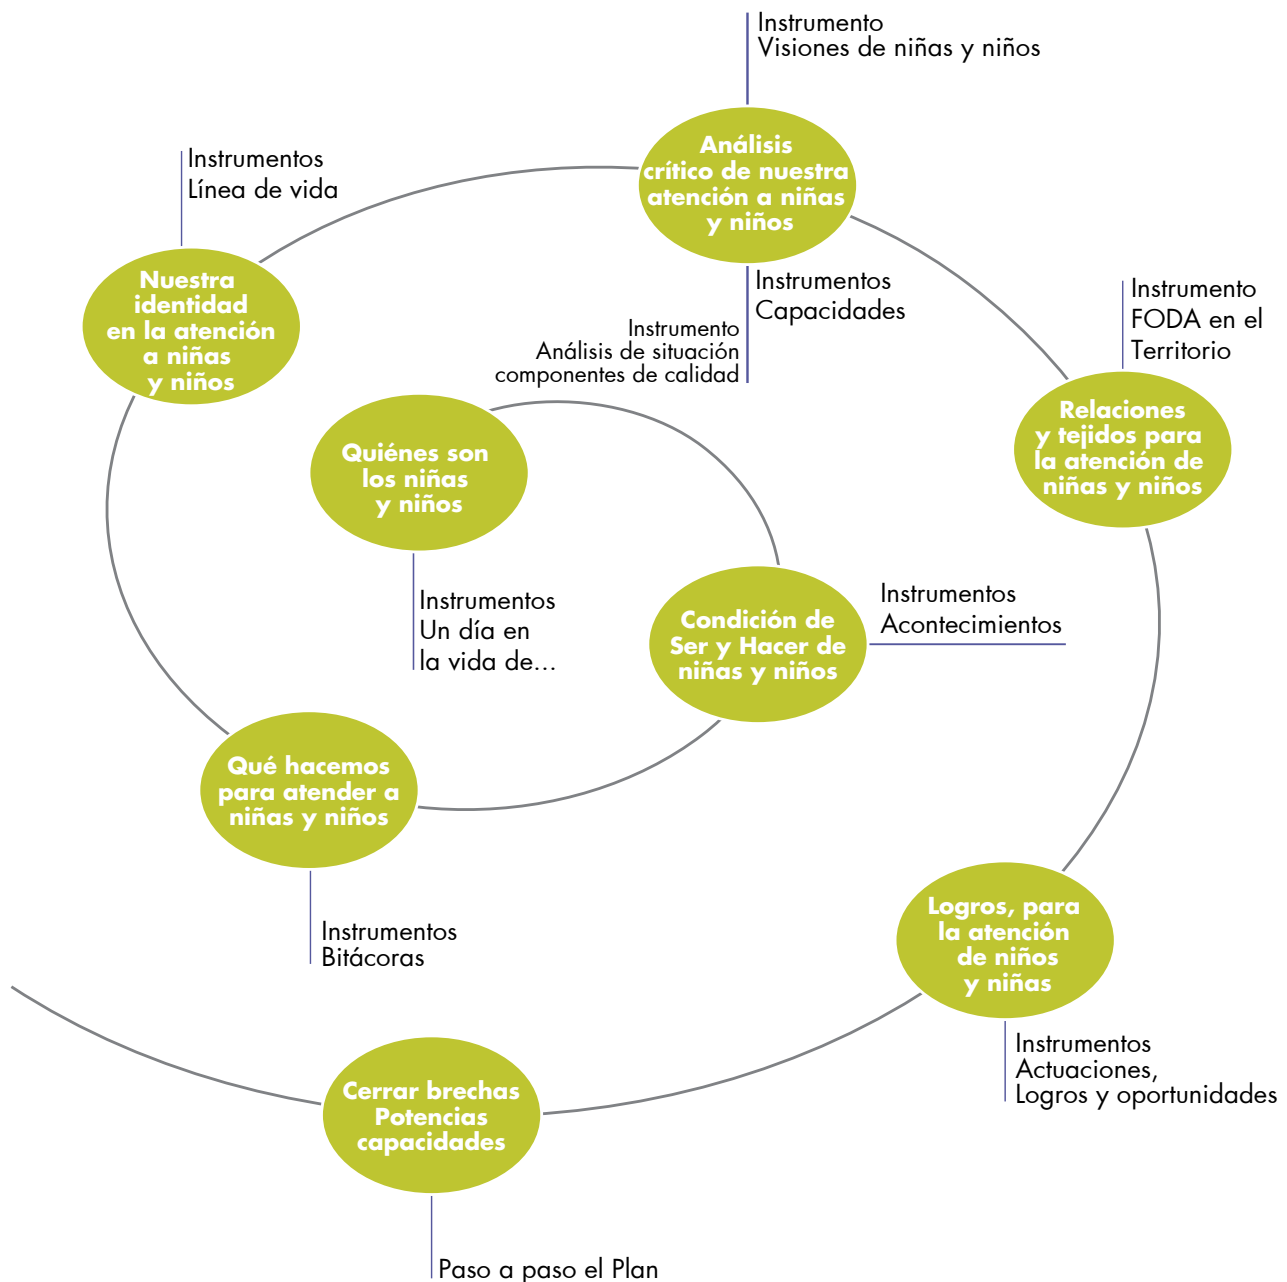 Instrumento
Visiones de niñas y niños
Análisis
crítico de nuestra
atención a niñas
y niños
Instrumentos
Línea de vida
Nuestra
identidad
en la atención
a niñas
y niños
Instrumentos
Capacidades
Instrumento
Análisis de situación
componentes de calidad
Instrumento
FODA en el
Territorio
Relaciones
y tejidos para
la atención de
niñas y niños
Quiénes son
los niñas
y niños
Instrumentos
Un día en
la vida de...
Condición de
Ser y Hacer de
niñas y niños
Instrumentos
Acontecimientos
Qué hacemos
para atender a
niñas y niños
Instrumentos
Bitácoras
Logros, para
la atención
de niños
y niñas
Instrumentos
Actuaciones,
Logros y oportunidades
Cerrar brechas
Potencias
capacidades
Paso a paso el Plan